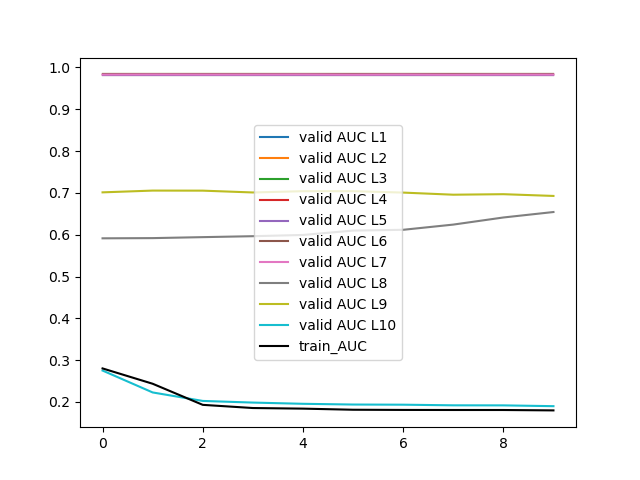 1.0
0.9
0.8
0.7
0.6
0.5
0.4
0.3
0.2
valid AUC L1
valid AUC L2
valid AUC L3
valid AUC L4
valid AUC L5
valid AUC L6
valid AUC L7
valid AUC L8
valid AUC L9
valid AUC L10
train_AUC
0 2 4 6 8